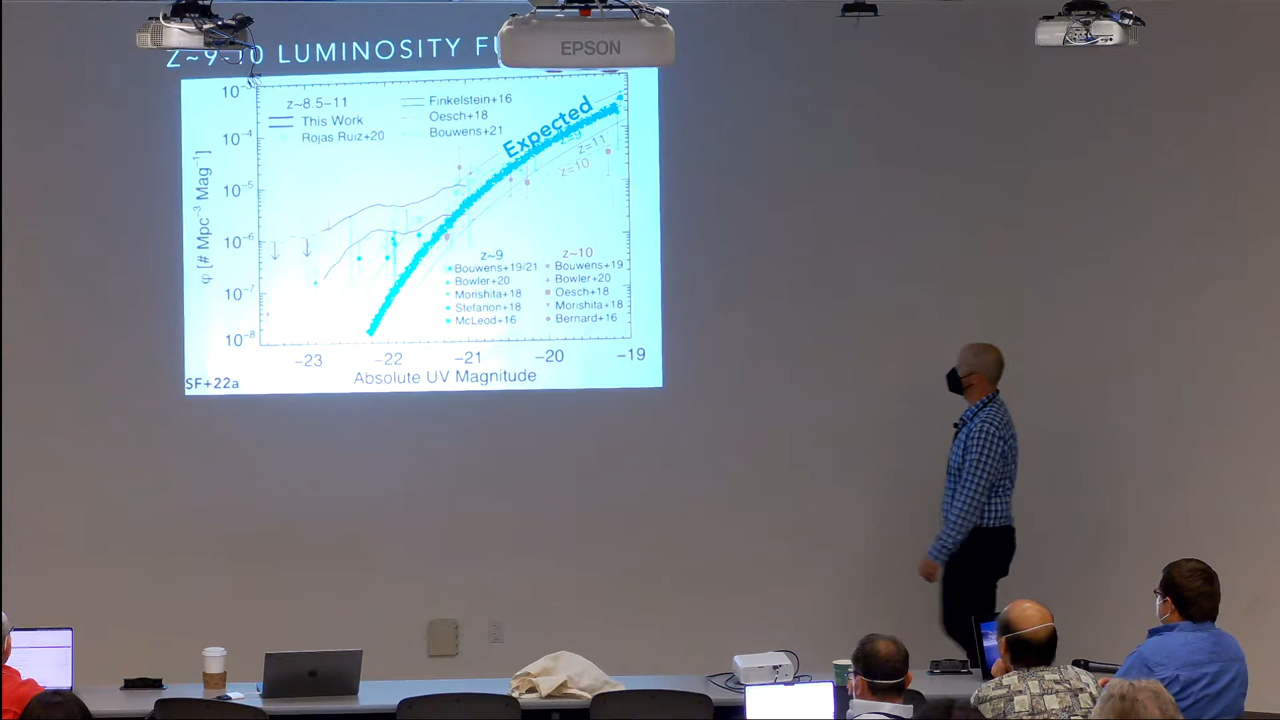 Z~9-10 LUMINOSITY FU
EPSON
z~8.5-11
This Work
Rojas Ruiz+20
Finkelstein+16
Oesch+18
Bouwens+21
Expected
z=9
z=11
z=10
10⁻³
10⁻⁴
10⁻⁵
10⁻⁶
10⁻⁷
10⁻⁸
φ [# Mpc⁻³ Mag⁻¹]
z~9
Bouwens+19/21
Bowler+20
Morishita+18
Stefanon+18
McLeod+16
z~10
Bouwens+19
Bowler+20
Oesch+18
Morishita+18
Bernard+16
-23 -22 -21 -20 -19
Absolute UV Magnitude
SF+22a